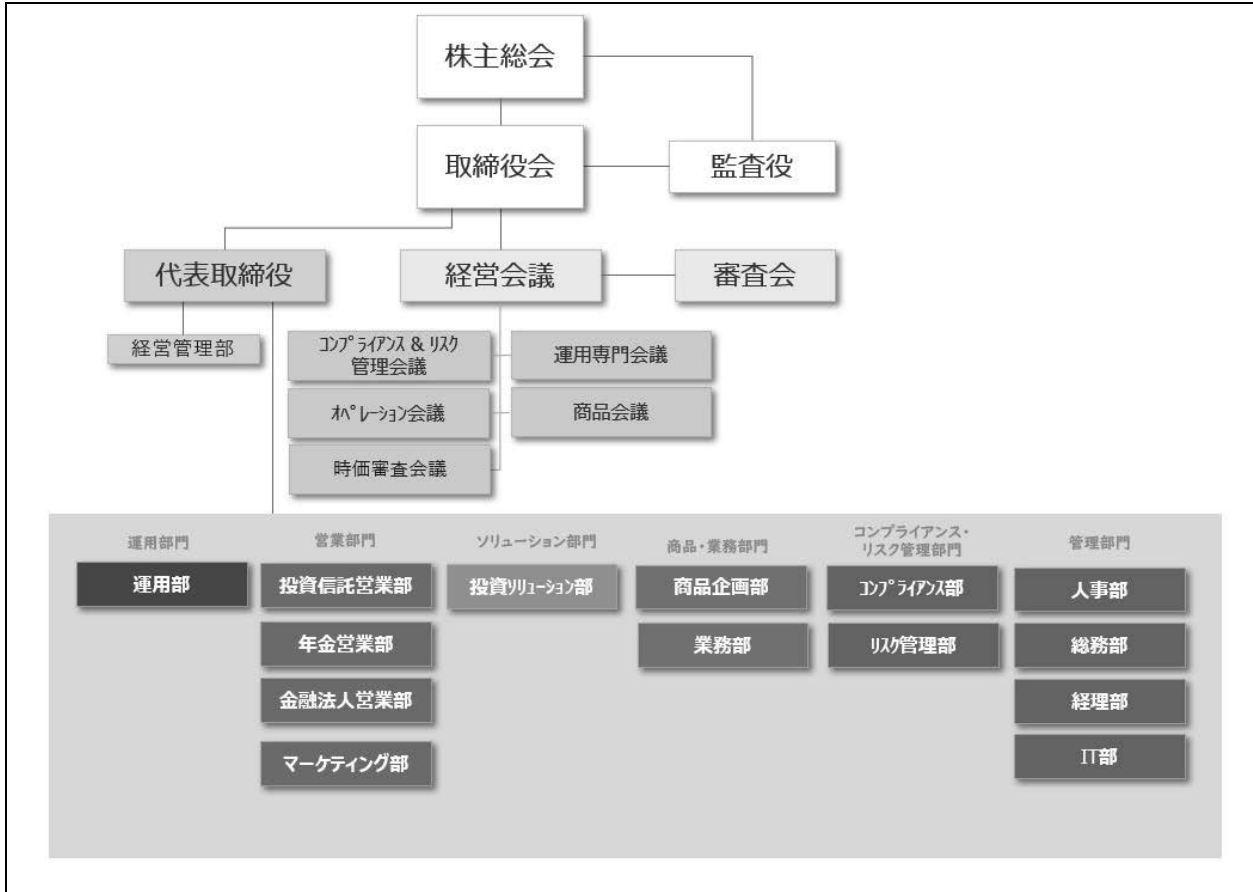 株主総会
取締役会
監査役
代表取締役
経営会議
審査会
経営管理部
コンプライアンス & リスク
管理会議
運用専門会議
オペレーション会議
商品会議
時価審査会議
運用部門
営業部門
ソリューション部門
商品・業務部門
コンプライアンス・
リスク管理部門
管理部門
運用部
投資信託営業部
投資ソリューション部
商品企画部
コンプライアンス部
人事部
年金営業部
業務部
リスク管理部
総務部
金融法人営業部
経理部
マーケティング部
IT部